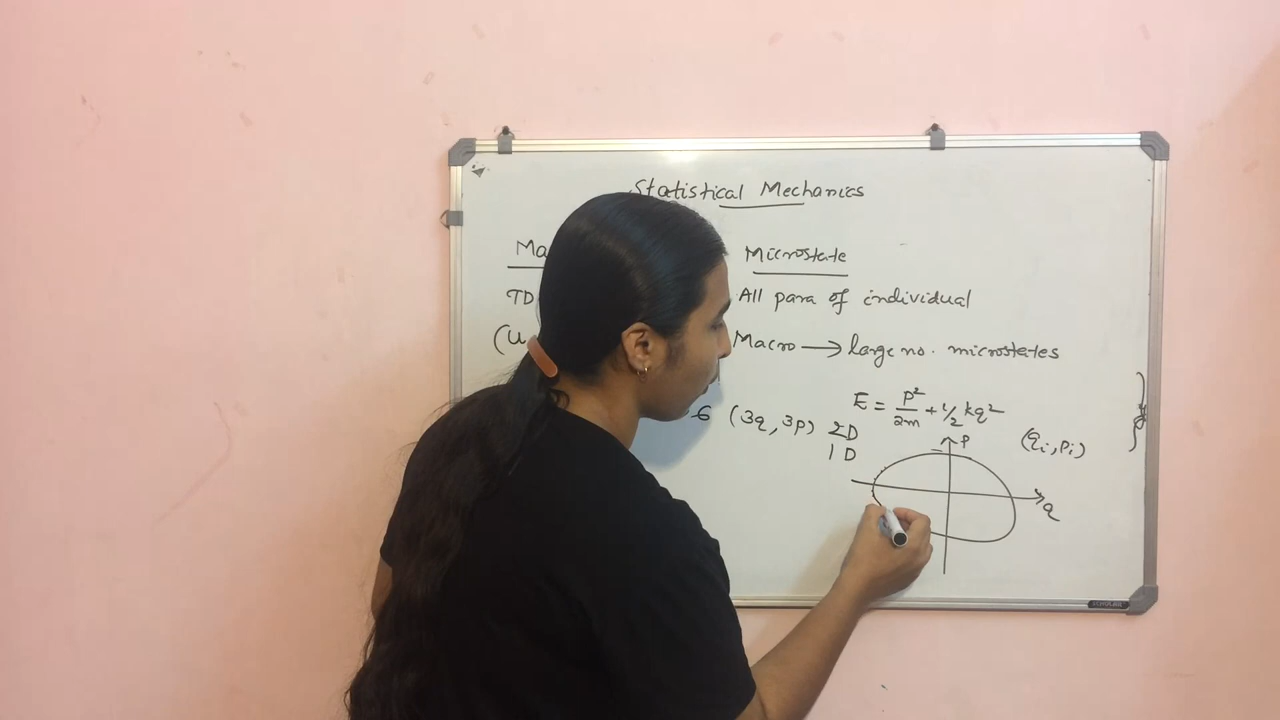 Statistical Mechanics
Microstate
TD All para of individual
(U Macro → large no. microstates
6 (3q, 3p) 2D
1D
E = p²/2m + 1/2 kq²
p
(qi, pi)
q
SCHOLAR